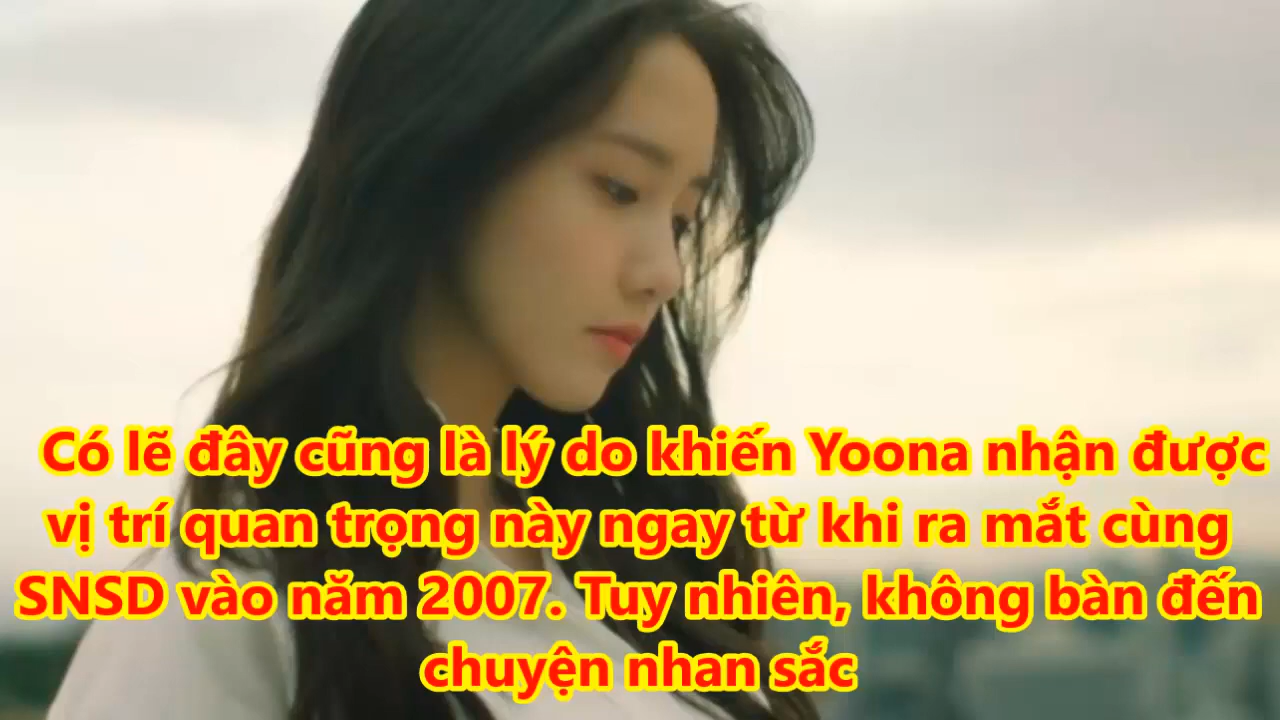 Có lẽ đây cũng là lý do khiến Yoona nhận được
vị trí quan trọng này ngay từ khi ra mắt cùng
SNSD vào năm 2007. Tuy nhiên, không bàn đến
chuyện nhan sắc